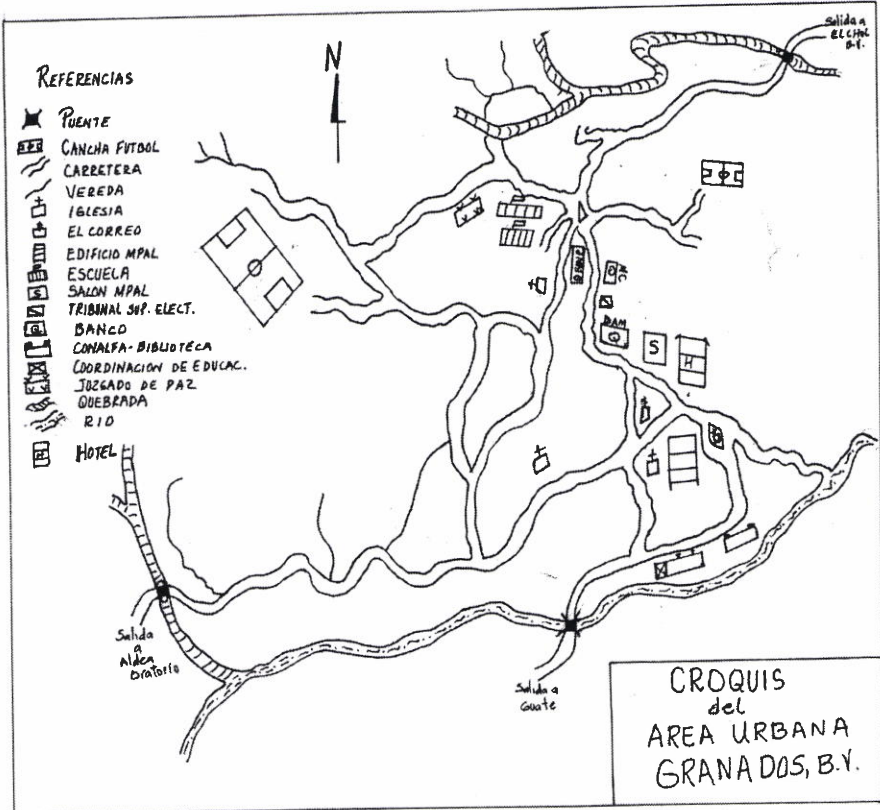 REFERENCIAS
PUENTE
CANCHA FUTBOL
CARRETERA
VEREDA
IGLESIA
EL CORREO
EDIFICIO MPAL
ESCUELA
SALON MPAL
S
TRIBUNAL SUP. ELECT.
BANCO
CONALFA-BIBLIOTECA
COORDINACION DE EDUCAC.
JUZGADO DE PAZ
QUEBRADA
RIO
H
HOTEL
N
Salida a
EL CHOL
B.V.
DAM
S
H
Salida
a
Aldea
Oratorio
Salida a
Guate
CROQUIS
del
AREA URBANA
GRANADOS, B.V.